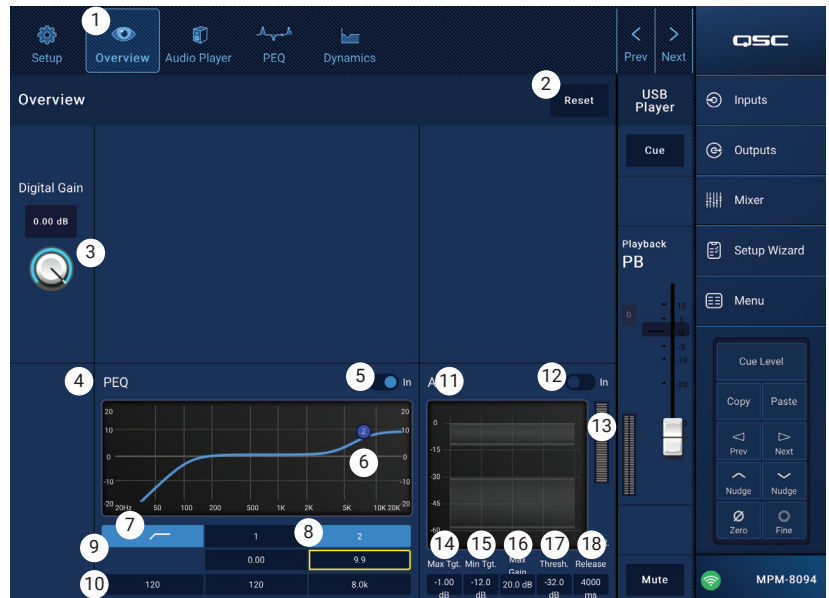 1
Setup
Overview
Audio Player
PEQ
Dynamics
Prev
Next
QSC
Overview
2
Reset
USB
Player
Inputs
Cue
Outputs
Digital Gain
0.00 dB
3
Mixer
Playback
PB
Setup Wizard
D
10
5
0
-5
-10
-20
Menu
4
PEQ
5
In
11
12
In
Cue Level
Copy
Paste
20
10
0
-10
-20
20
10
0
-10
-20
6
20Hz
50
100
200
500
1K
2K
5K
10K
20K
2
0
-15
-30
-45
-60
13
Prev
Next
Nudge
Nudge
Zero
Fine
7
8
1
2
9
0.00
9.9
10
120
120
8.0k
14
15
16
17
18
Max Tgt.
Min Tgt.
Max
Gain
Thresh.
Release
-1.00
dB
-12.0
dB
20.0 dB
-32.0
dB
4000
ms
Mute
MPM-8094